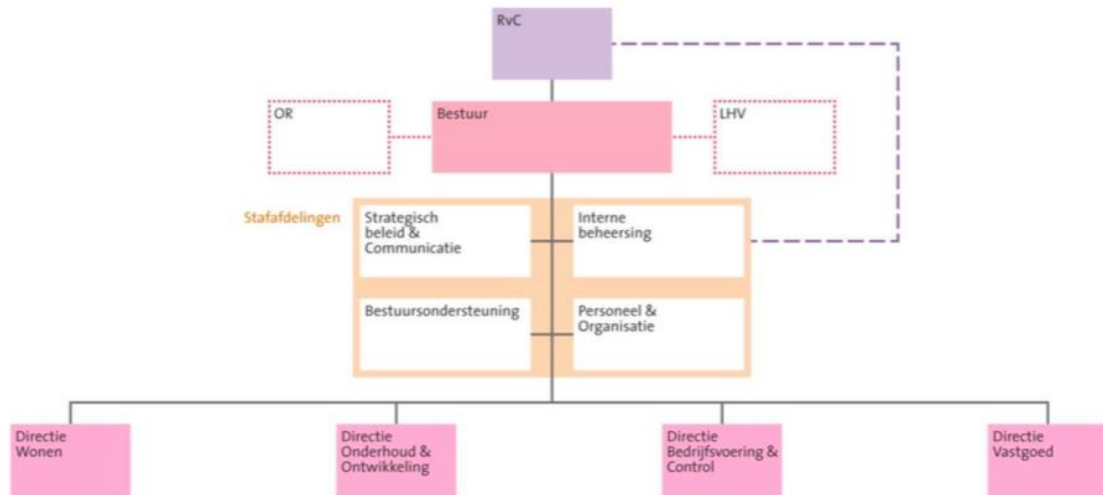 RvC
OR
Bestuur
LHV
Stafafdelingen
Strategisch
beleid &
Communicatie
Interne
beheersing
Bestuursondersteuning
Personeel &
Organisatie
Directie
Wonen
Directie
Onderhoud &
Ontwikkeling
Directie
Bedrijfsvoering &
Control
Directie
Vastgoed